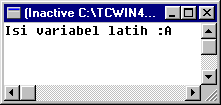 (Inactive C:\TCWIN4...
Isi variabel latih :A